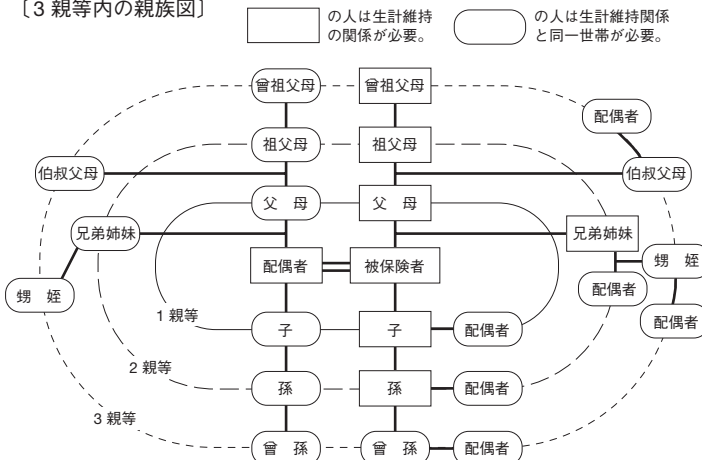 〔3 親等内の親族図〕
の人は生計維持
の関係が必要。
の人は生計維持関係
と同一世帯が必要。
曾祖父母
曾祖父母
配偶者
祖父母
祖父母
伯叔父母
伯叔父母
父 母
父 母
兄弟姉妹
兄弟姉妹
配偶者
被保険者
甥 姪
甥 姪
配偶者
配偶者
1 親等
子
子
配偶者
2 親等
孫
孫
配偶者
3 親等
曾 孫
曾 孫
配偶者